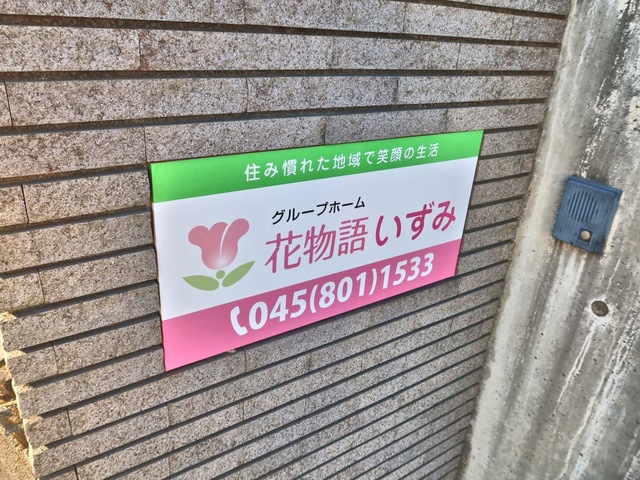 住み慣れた地域で笑顔の生活
グループホーム
花物語いずみ
045(801)1533